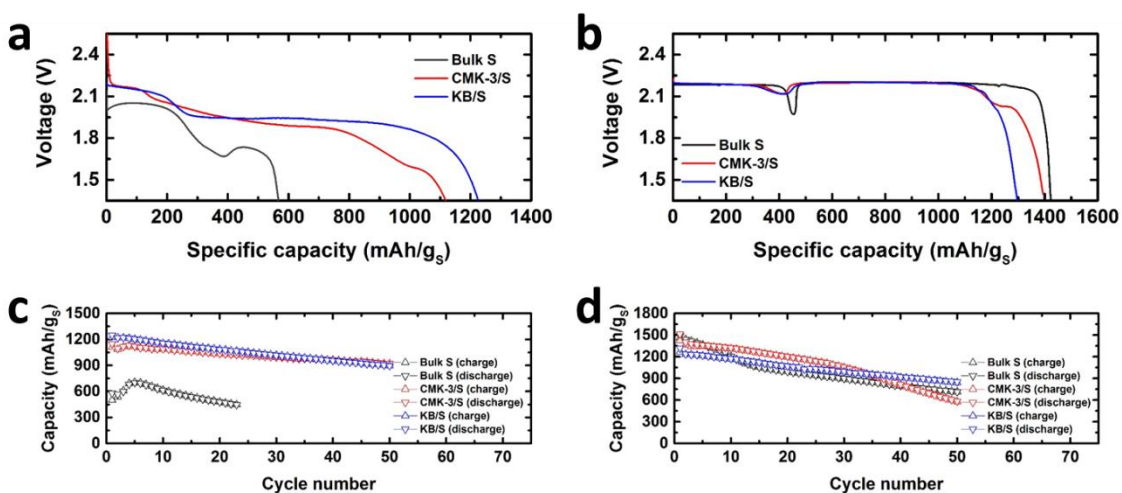 a
Voltage (V)
2.4
2.1
1.8
1.5
0 200 400 600 800 1000 1200 1400
Specific capacity (mAh/gS)
Bulk S
CMK-3/S
KB/S
b
Voltage (V)
2.4
2.1
1.8
1.5
0 200 400 600 800 1000 1200 1400 1600
Specific capacity (mAh/gS)
Bulk S
CMK-3/S
KB/S
c
Capacity (mAh/gS)
1500
1200
900
600
300
0
0 10 20 30 40 50 60 70
Cycle number
Bulk S (charge)
Bulk S (discharge)
CMK-3/S (charge)
CMK-3/S (discharge)
KB/S (charge)
KB/S (discharge)
d
Capacity (mAh/gS)
1800
1500
1200
900
600
300
0
0 10 20 30 40 50 60 70
Cycle number
Bulk S (charge)
Bulk S (discharge)
CMK-3/S (charge)
CMK-3/S (discharge)
KB/S (charge)
KB/S (discharge)